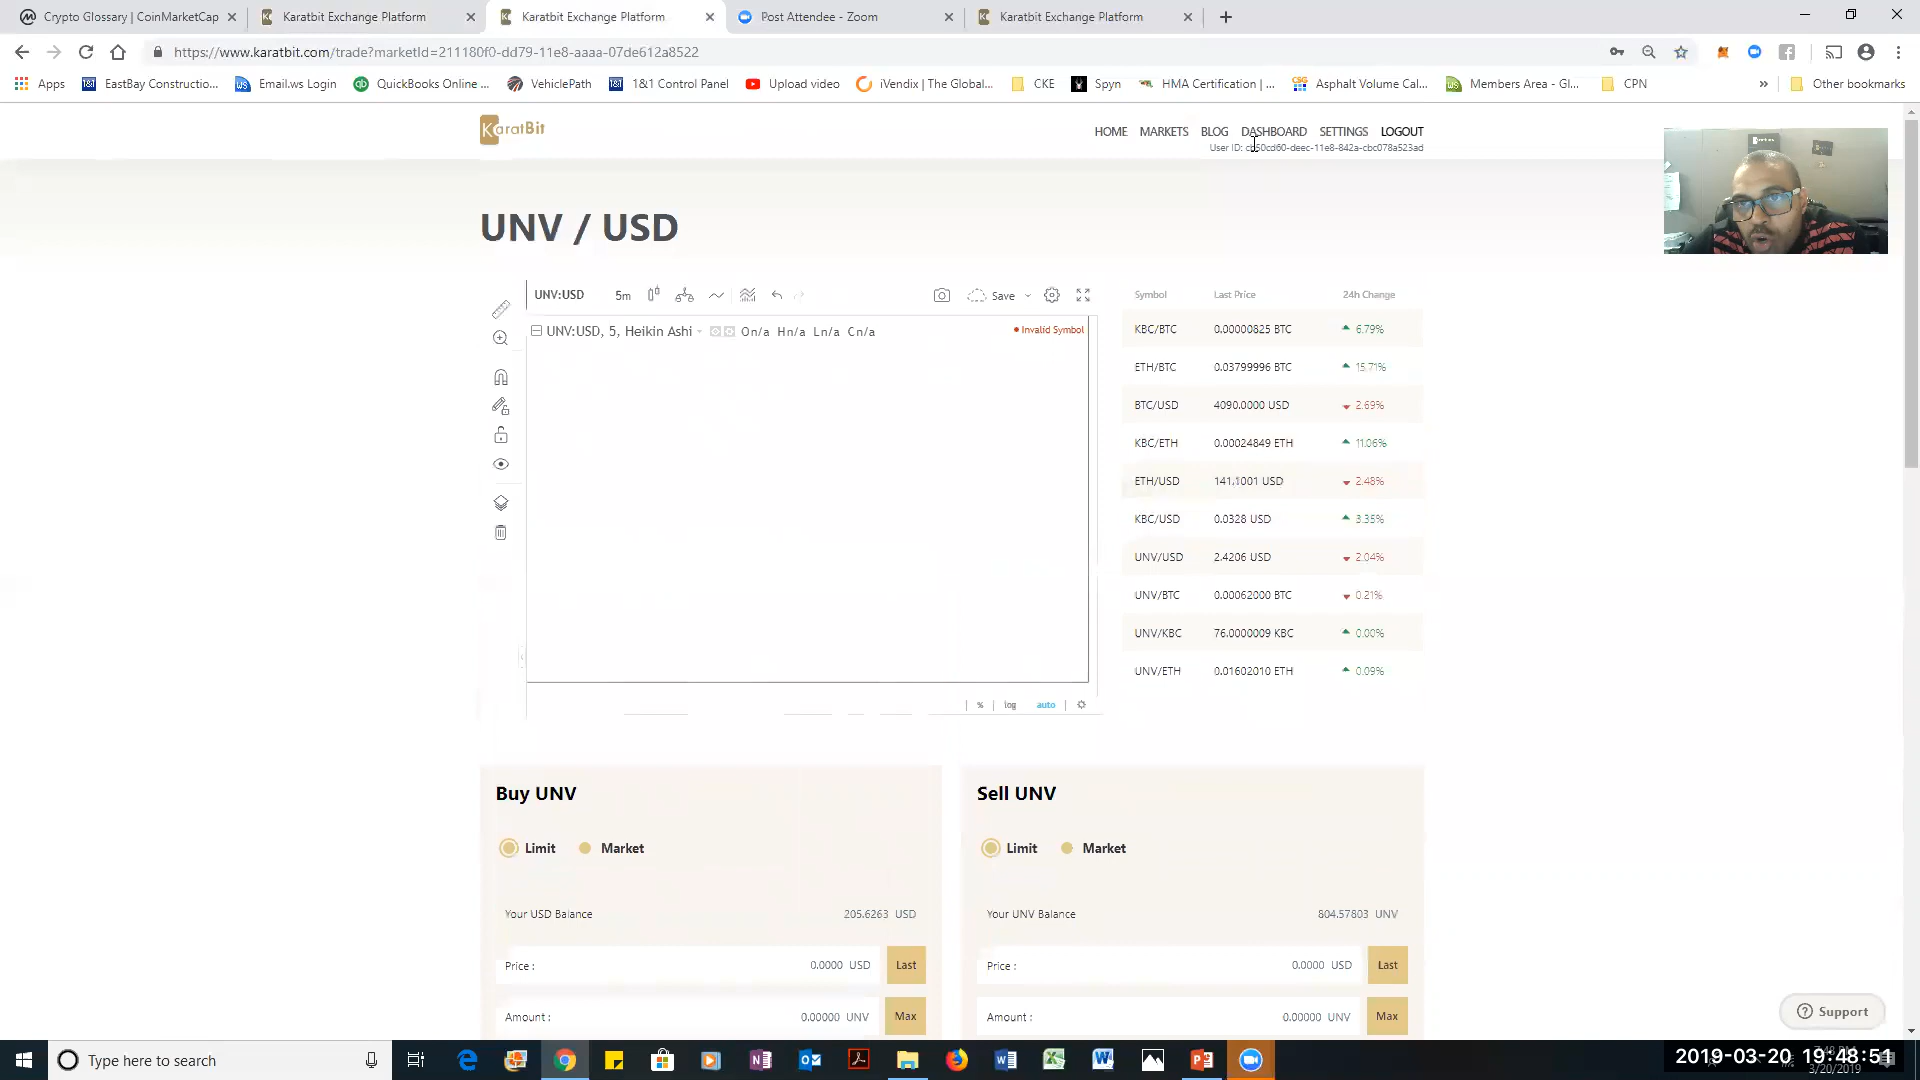 Crypto Glossary | CoinMarketCap
Karatbit Exchange Platform
Karatbit Exchange Platform
Post Attendee - Zoom
Karatbit Exchange Platform
https://www.karatbit.com/trade?marketId=211180f0-dd79-11e8-aaaa-07de612a8522
Apps
EastBay Constructio...
Email.ws Login
QuickBooks Online ...
VehiclePath
1&1 Control Panel
Upload video
iVendix | The Global...
CKE
Spyn
HMA Certification | ...
Asphalt Volume Cal...
Members Area - Gl...
CPN
»
Other bookmarks
KaratBit
HOME MARKETS BLOG DASHBOARD SETTINGS LOGOUT
UNV / USD
UNV:USD 5m
Save
UNV:USD, 5, Heikin Ashi On/a Hn/a Ln/a Cn/a
Invalid Symbol
% log auto
Symbol Last Price 24h Change
KBC/BTC 0.00000825 BTC 6.79%
ETH/BTC 0.03799996 BTC 15.71%
BTC/USD 4090.0000 USD 2.69%
KBC/ETH 0.00024849 ETH 11.06%
ETH/USD 141.1001 USD 2.48%
KBC/USD 0.0328 USD 3.35%
UNV/USD 2.4206 USD 2.04%
UNV/BTC 0.00062000 BTC 0.21%
UNV/KBC 76.0000009 KBC 0.00%
UNV/ETH 0.01602010 ETH 0.09%
Buy UNV
Limit Market
Your USD Balance 205.6263 USD
Price : 0.0000 USD Last
Amount : 0.00000 UNV Max
Sell UNV
Limit Market
Your UNV Balance 804.57803 UNV
Price : 0.0000 USD Last
Amount : 0.00000 UNV Max
Support
Type here to search
2019-03-20 19:48:51
3/20/2019